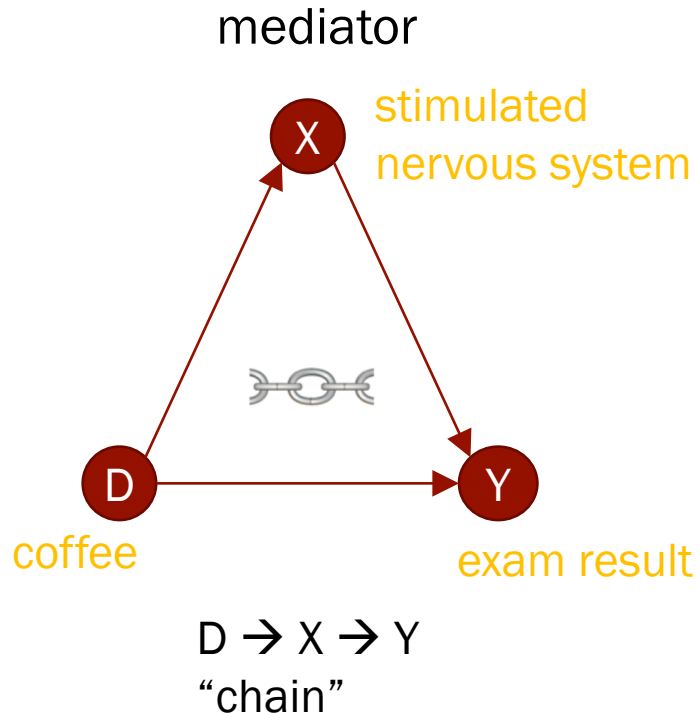 mediator
X
stimulated
nervous system
D
Y
coffee
exam result
D → X → Y
“chain”